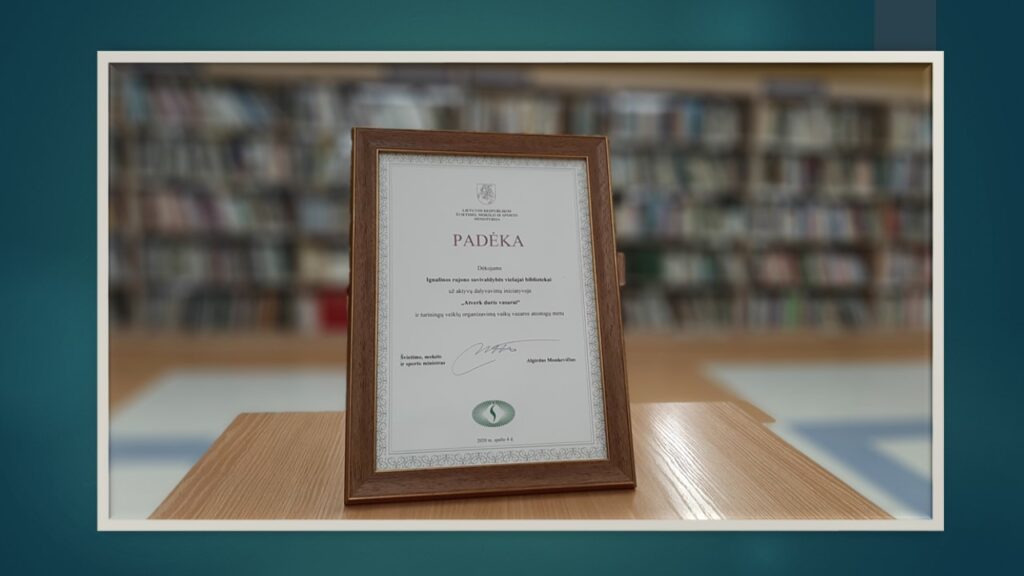 LIETUVOS RESPUBLIKOS
ŠVIETIMO, MOKSLO IR SPORTO
MINISTERIJA
PADĖKA
Dėkojame
Ignalinos rajono savivaldybės viešajai bibliotekai
už aktyvų dalyvavimą iniciatyvoje
„Atverk duris vasarai“
ir turiningų veiklų organizavimą vaikų vasaros atostogų metu
Švietimo, mokslo
ir sporto ministras
Algirdas Monkevičius
2020 m. spalio